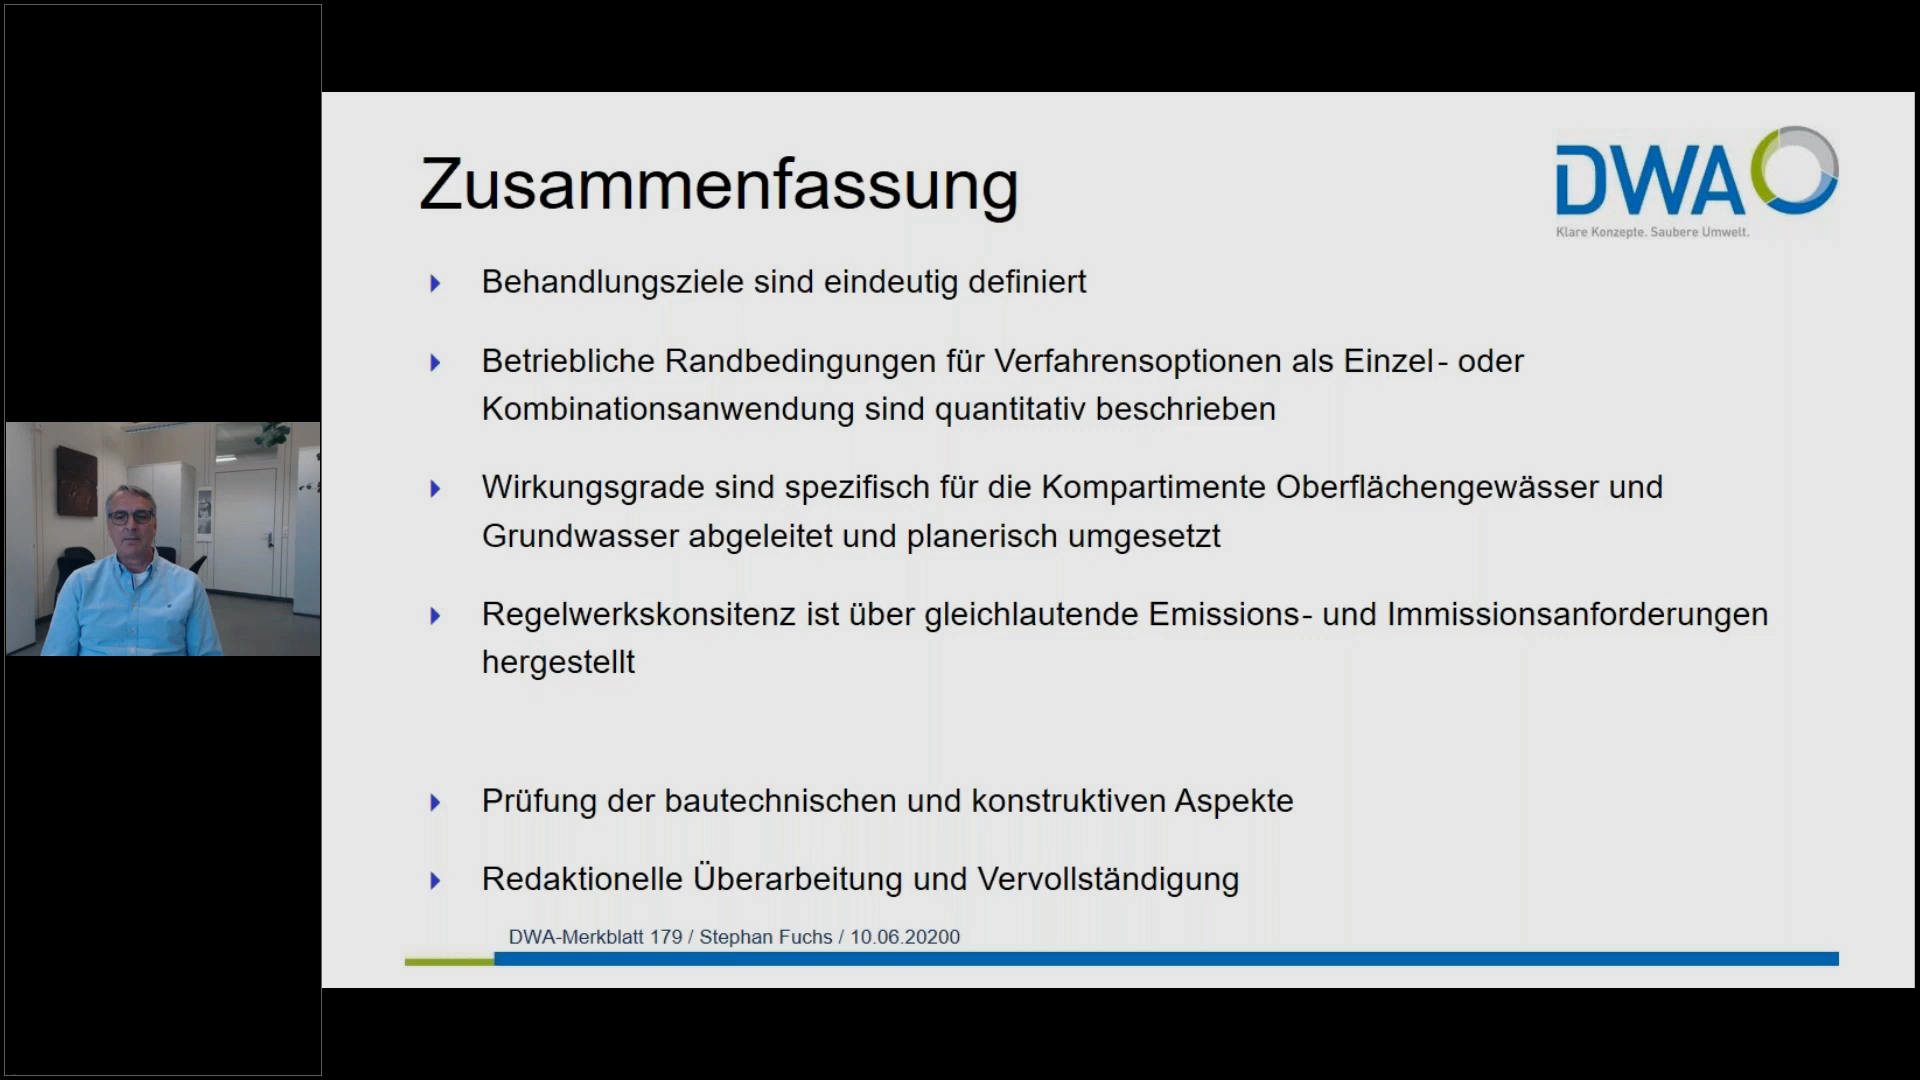 Zusammenfassung
DWA
Klare Konzepte. Saubere Umwelt.
Behandlungsziele sind eindeutig definiert
Betriebliche Randbedingungen für Verfahrensoptionen als Einzel- oder
Kombinationsanwendung sind quantitativ beschrieben
Wirkungsgrade sind spezifisch für die Kompartimente Oberflächengewässer und
Grundwasser abgeleitet und planerisch umgesetzt
Regelwerkskonsitenz ist über gleichlautende Emissions- und Immissionsanforderungen
hergestellt
Prüfung der bautechnischen und konstruktiven Aspekte
Redaktionelle Überarbeitung und Vervollständigung
DWA-Merkblatt 179 / Stephan Fuchs / 10.06.20200